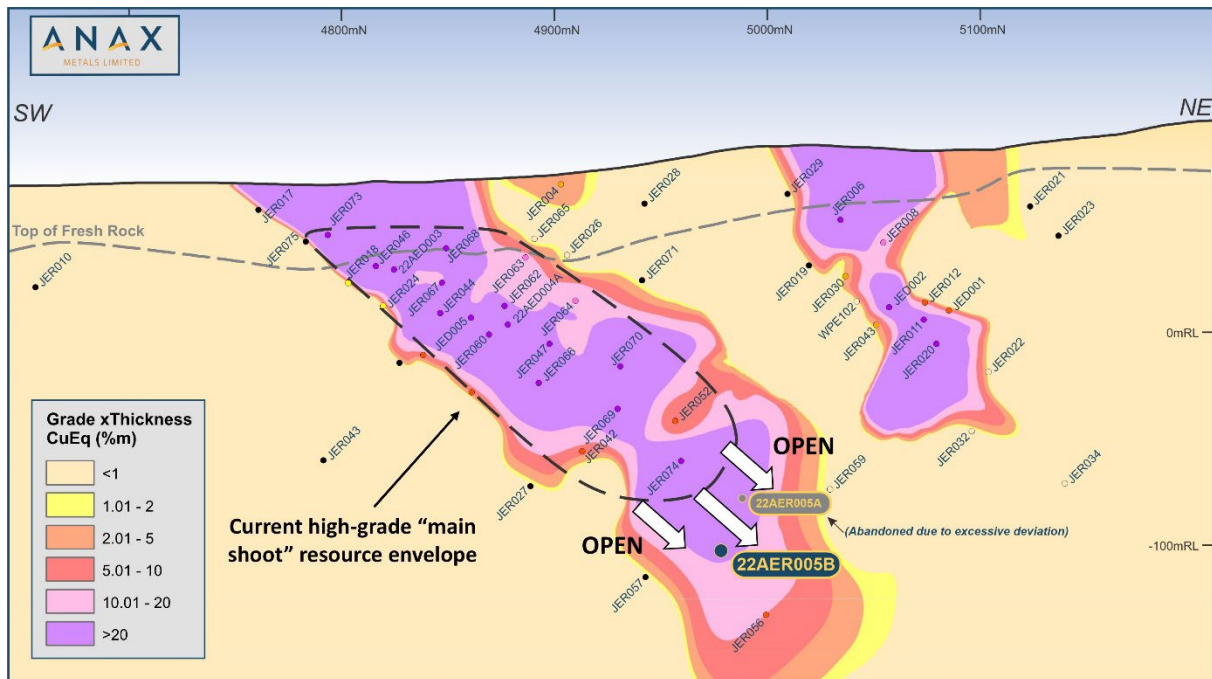 4800mN
4900mN
5000mN
5100mN
ANAX
METALS LIMITED
SW
NE
JER029
JER028
JER021
JER004
JER006
JER017
JER073
JER065
JER023
JER026
JER008
Top of Fresh Rock
JER075
JER018
JER046
22AED003
JER068
JER063
JER071
JER010
JER019
JER024
JER067
JER044
JER062
22AED004A
JER064
JER030
JED002
JER012
JED001
WPE102
JED005
JER060
JER047
JER066
JER070
JER043
JER011
JER020
0mRL
JER022
Grade xThickness
CuEq (%m)
<1
1.01 - 2
2.01 - 5
5.01 - 10
10.01 - 20
>20
JER052
JER069
JER042
JER043
JER027
JER032
OPEN
JER059
JER034
JER074
22AER005A
(Abandoned due to excessive deviation)
Current high-grade “main
shoot” resource envelope
OPEN
-100mRL
22AER005B
JER057
JER056